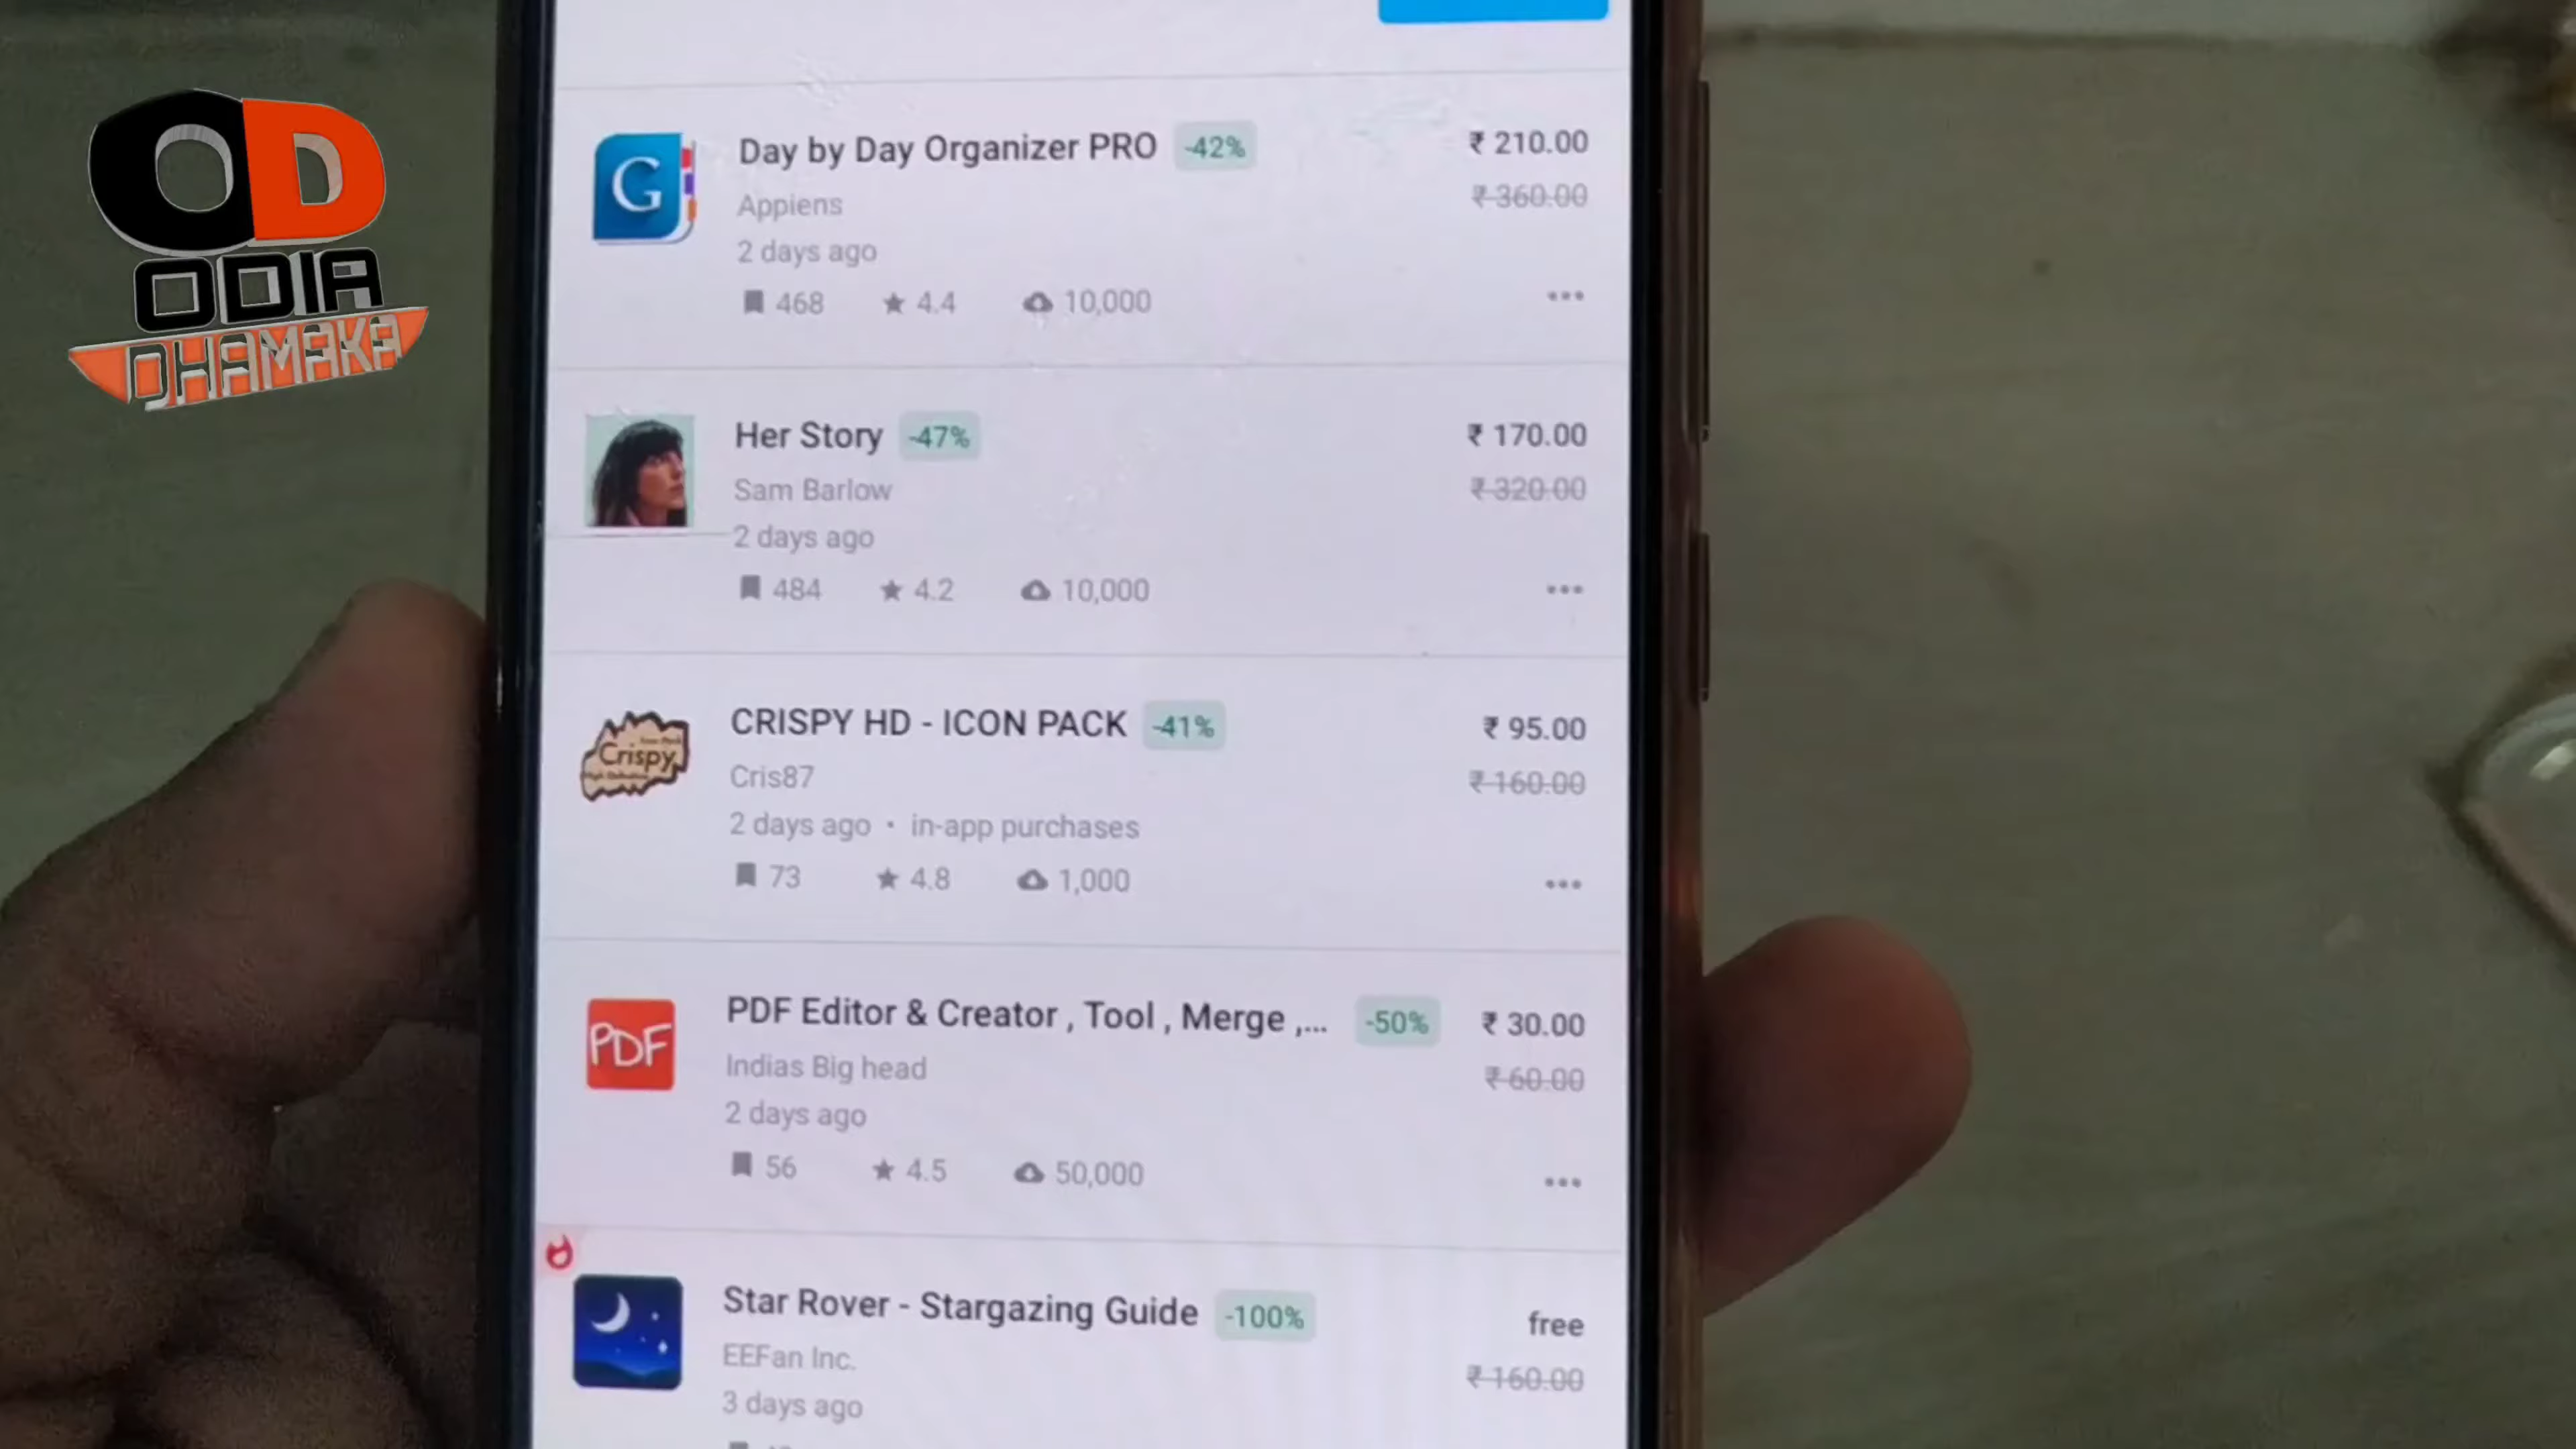 OD
ODIA
DHAMAKA
Day by Day Organizer PRO -42% ₹ 210.00
Appiens ₹ 360.00
2 days ago
468 4.4 10,000
Her Story -47% ₹ 170.00
Sam Barlow ₹ 320.00
2 days ago
484 4.2 10,000
CRISPY HD - ICON PACK -41% ₹ 95.00
Crispy
Cris87 ₹ 160.00
2 days ago • in-app purchases
73 4.8 1,000
PDF Editor & Creator , Tool , Merge ,... -50% ₹ 30.00
PDF
Indias Big head ₹ 60.00
2 days ago
56 4.5 50,000
Star Rover - Stargazing Guide -100% free
EEFan Inc. ₹ 160.00
3 days ago